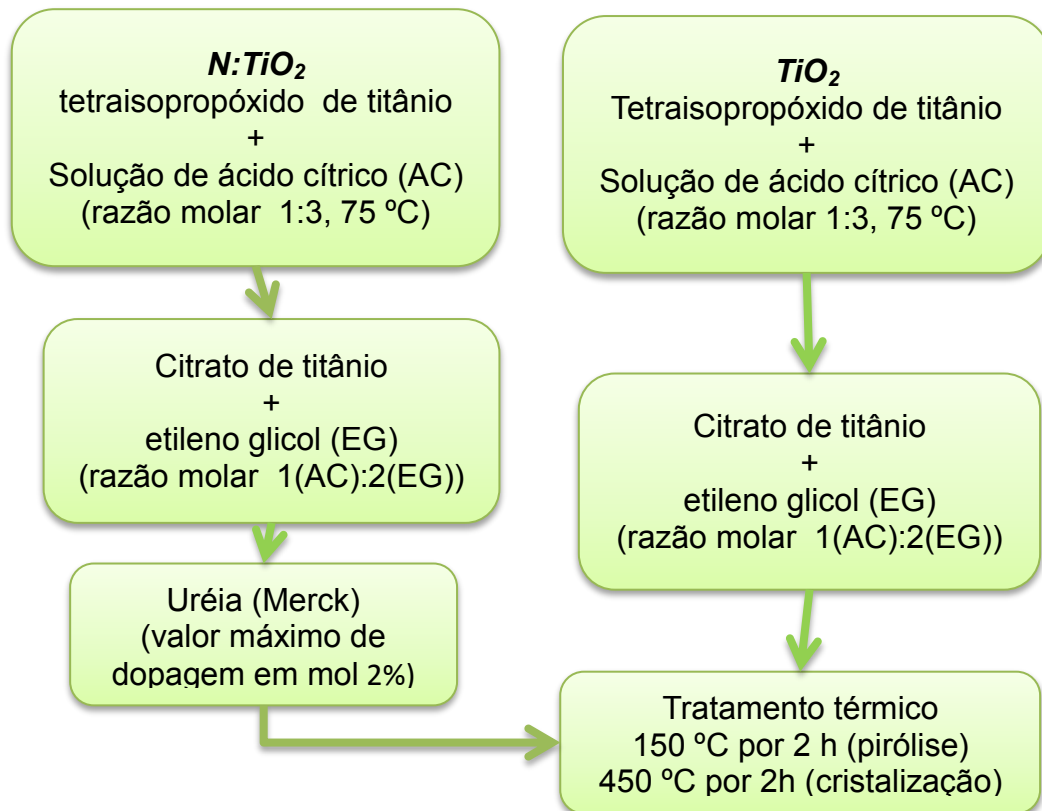 N:TiO2
tetraisopropóxido de titânio
+
Solução de ácido cítrico (AC)
(razão molar 1:3, 75 ºC)
Citrato de titânio
+
etileno glicol (EG)
(razão molar 1(AC):2(EG))
Uréia (Merck)
(valor máximo de
dopagem em mol 2%)
TiO2
Tetraisopropóxido de titânio
+
Solução de ácido cítrico (AC)
(razão molar 1:3, 75 ºC)
Citrato de titânio
+
etileno glicol (EG)
(razão molar 1(AC):2(EG))
Tratamento térmico
150 ºC por 2 h (pirólise)
450 ºC por 2h (cristalização)